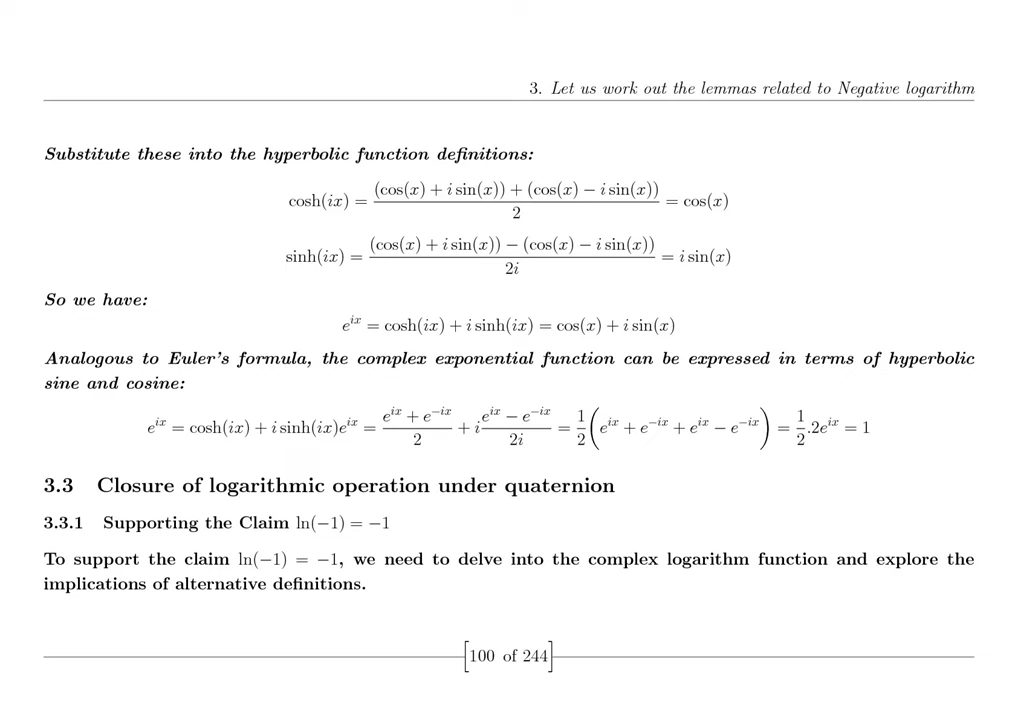 3. Let us work out the lemmas related to Negative logarithm
Substitute these into the hyperbolic function definitions:
cosh(ix) = \frac{(cos(x) + i sin(x)) + (cos(x) − i sin(x))}{2} = cos(x)
sinh(ix) = \frac{(cos(x) + i sin(x)) − (cos(x) − i sin(x))}{2i} = i sin(x)
So we have:
e^{ix} = cosh(ix) + i sinh(ix) = cos(x) + i sin(x)
Analogous to Euler's formula, the complex exponential function can be expressed in terms of hyperbolic
sine and cosine:
e^{ix} = cosh(ix) + i sinh(ix)e^{ix} = \frac{e^{ix} + e^{−ix}}{2} + i\frac{e^{ix} − e^{−ix}}{2i} = \frac{1}{2}(e^{ix} + e^{−ix} + e^{ix} − e^{−ix}) = \frac{1}{2}.2e^{ix} = 1
3.3 Closure of logarithmic operation under quaternion
3.3.1 Supporting the Claim ln(−1) = −1
To support the claim ln(−1) = −1, we need to delve into the complex logarithm function and explore the
implications of alternative definitions.
[100 of 244]